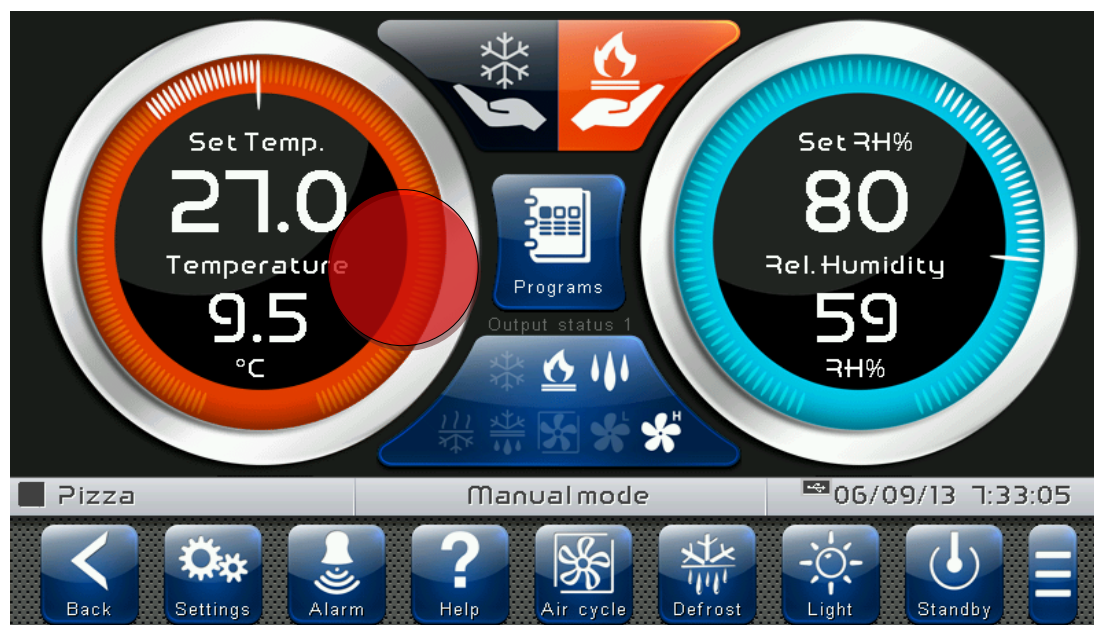 Set Temp.
27.0
Temperature
9.5
°C
Set RH%
80
Rel. Humidity
59
RH%
Programs
Output status 1
L
H
Pizza
Manual mode
06/09/13 7:33:05
Back
Settings
Alarm
?
Help
Air cycle
Defrost
Light
Standby